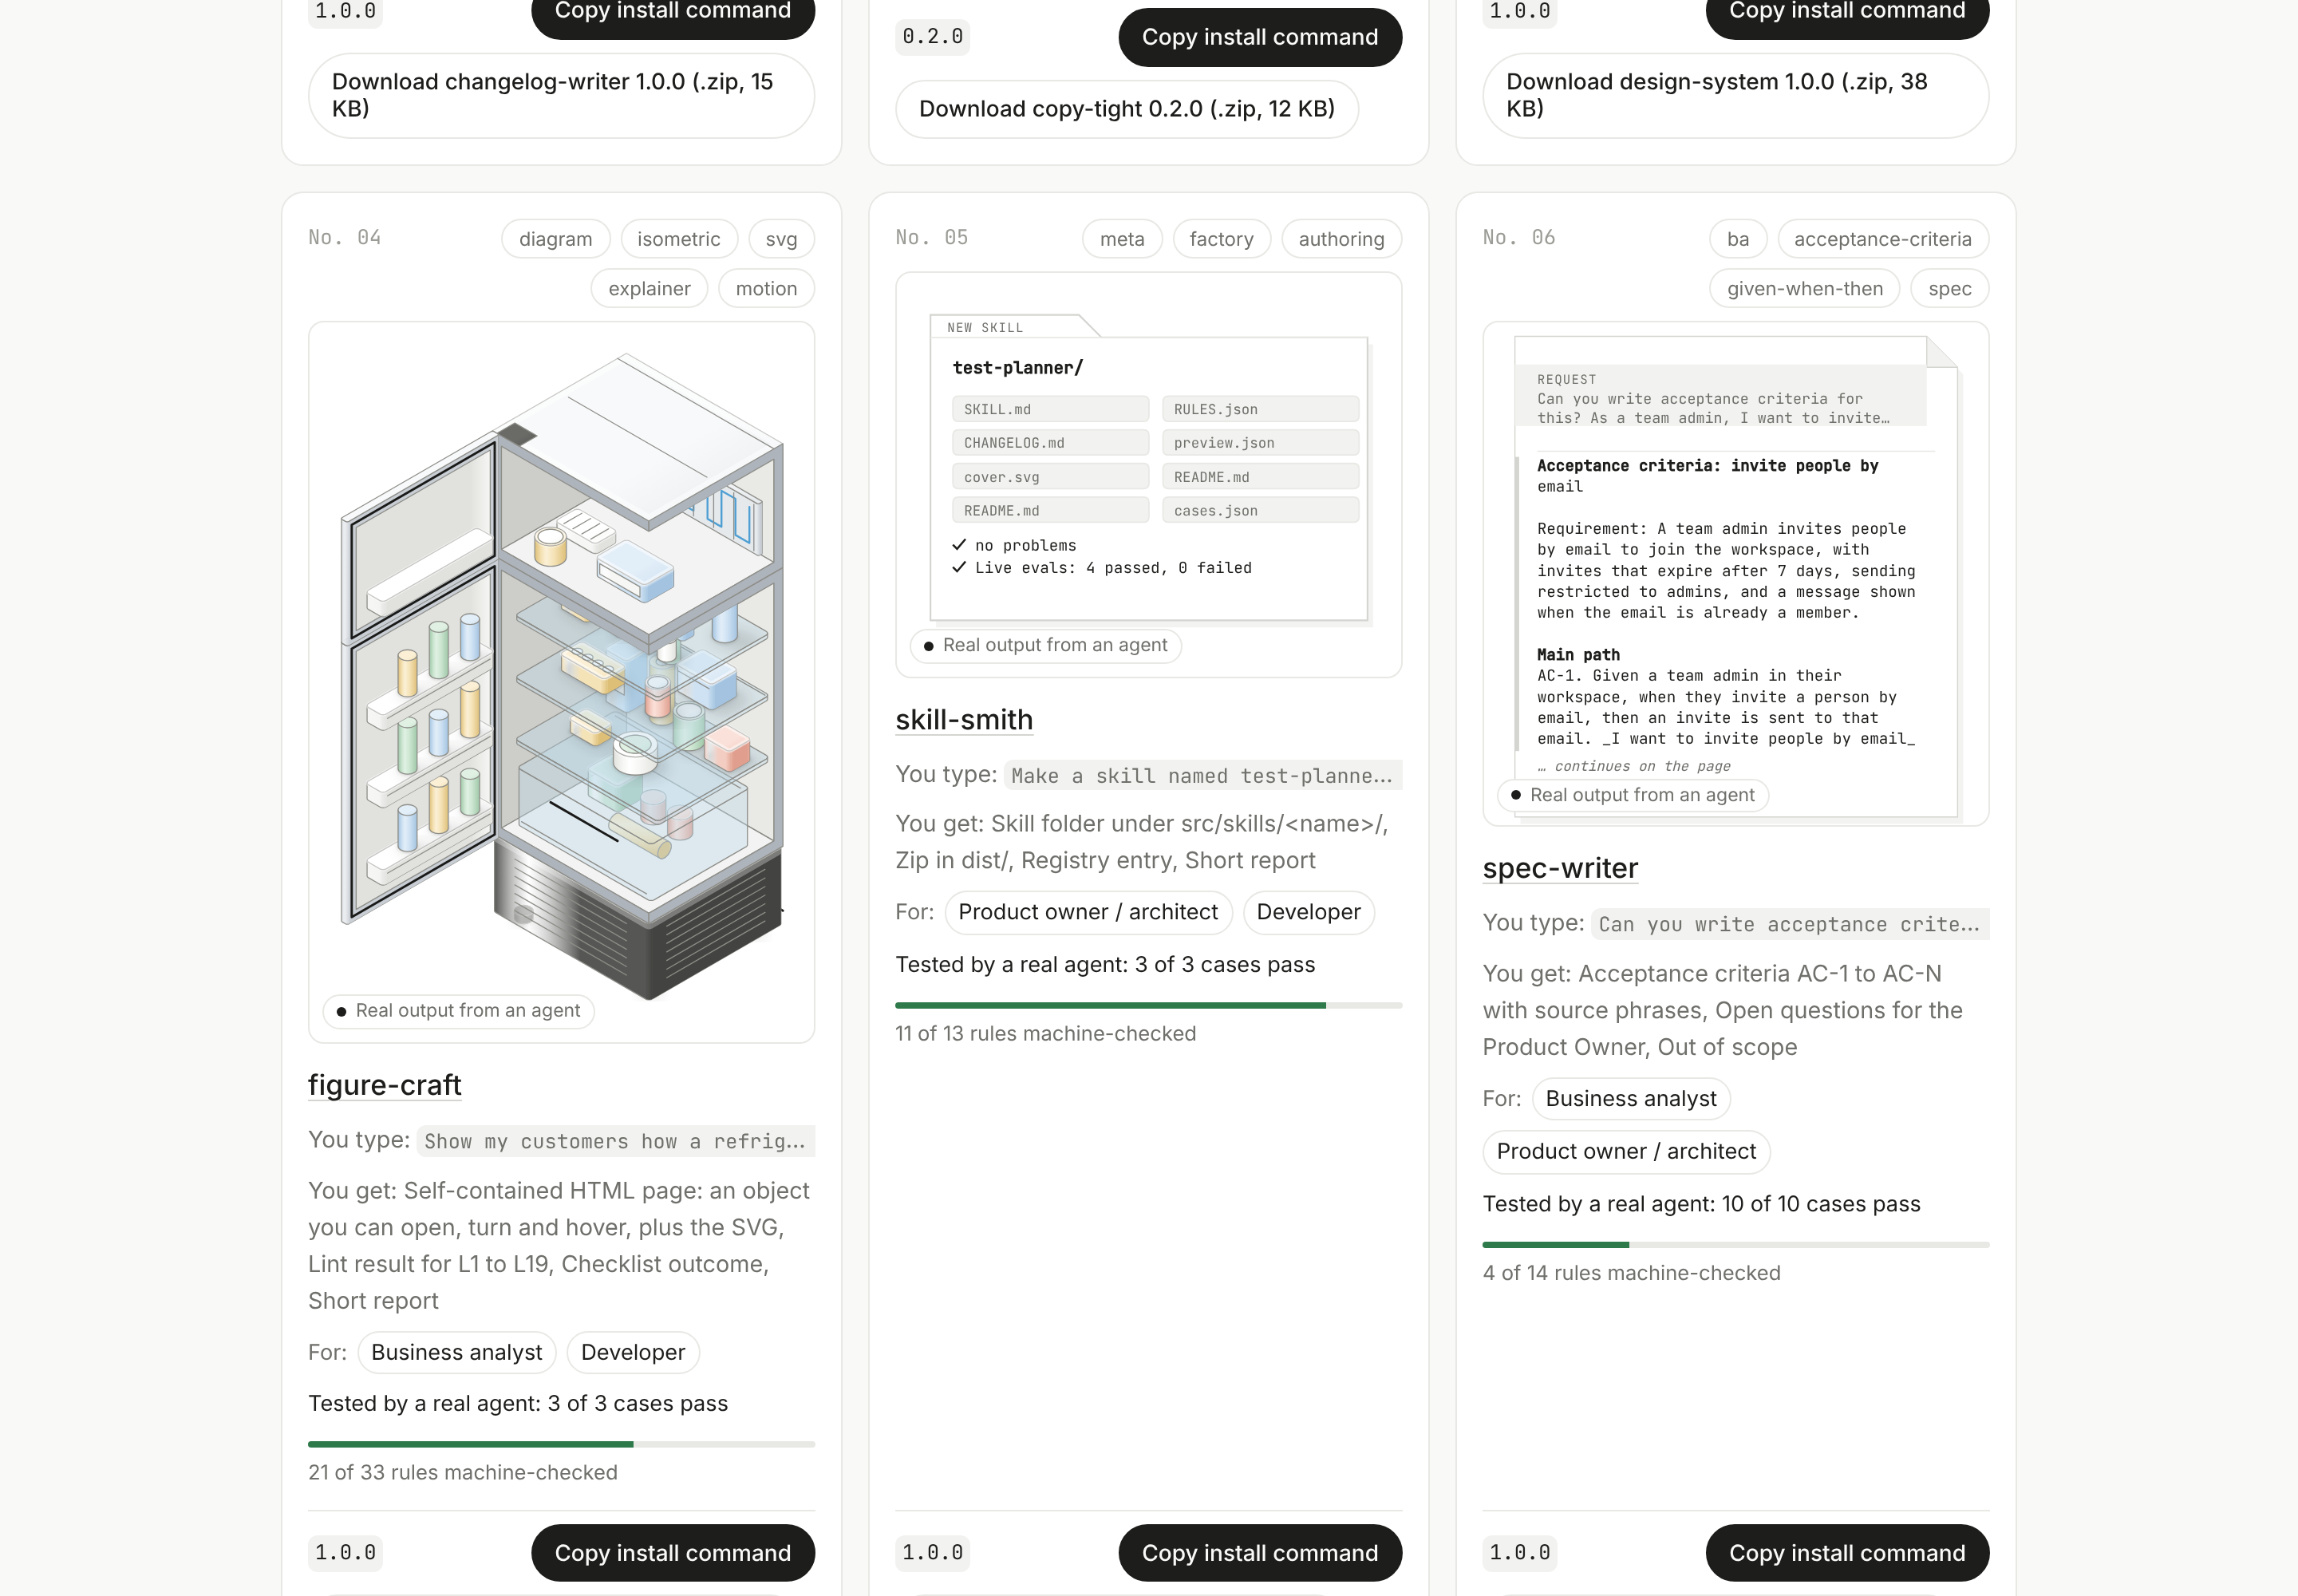 1.0.0
Copy install command
Download changelog-writer 1.0.0 (.zip, 15
KB)
0.2.0
Copy install command
Download copy-tight 0.2.0 (.zip, 12 KB)
1.0.0
Copy install command
Download design-system 1.0.0 (.zip, 38
KB)
No. 04
diagram
isometric
svg
explainer
motion
Real output from an agent
figure-craft
You type: Show my customers how a refrig...
You get: Self-contained HTML page: an object
you can open, turn and hover, plus the SVG,
Lint result for L1 to L19, Checklist outcome,
Short report
For: Business analyst Developer
Tested by a real agent: 3 of 3 cases pass
21 of 33 rules machine-checked
1.0.0
Copy install command
No. 05
meta
factory
authoring
NEW SKILL
test-planner/
SKILL.md
RULES.json
CHANGELOG.md
preview.json
cover.svg
README.md
README.md
cases.json
✓ no problems
✓ Live evals: 4 passed, 0 failed
Real output from an agent
skill-smith
You type: Make a skill named test-planne...
You get: Skill folder under src/skills/<name>/,
Zip in dist/, Registry entry, Short report
For: Product owner / architect Developer
Tested by a real agent: 3 of 3 cases pass
11 of 13 rules machine-checked
1.0.0
Copy install command
No. 06
ba
acceptance-criteria
given-when-then
spec
REQUEST
Can you write acceptance criteria for
this? As a team admin, I want to invite…
Acceptance criteria: invite people by
email
Requirement: A team admin invites people
by email to join the workspace, with
invites that expire after 7 days, sending
restricted to admins, and a message shown
when the email is already a member.
Main path
AC-1. Given a team admin in their
workspace, when they invite a person by
email, then an invite is sent to that
email. _I want to invite people by email_
… continues on the page
Real output from an agent
spec-writer
You type: Can you write acceptance crite...
You get: Acceptance criteria AC-1 to AC-N
with source phrases, Open questions for the
Product Owner, Out of scope
For: Business analyst
Product owner / architect
Tested by a real agent: 10 of 10 cases pass
4 of 14 rules machine-checked
1.0.0
Copy install command